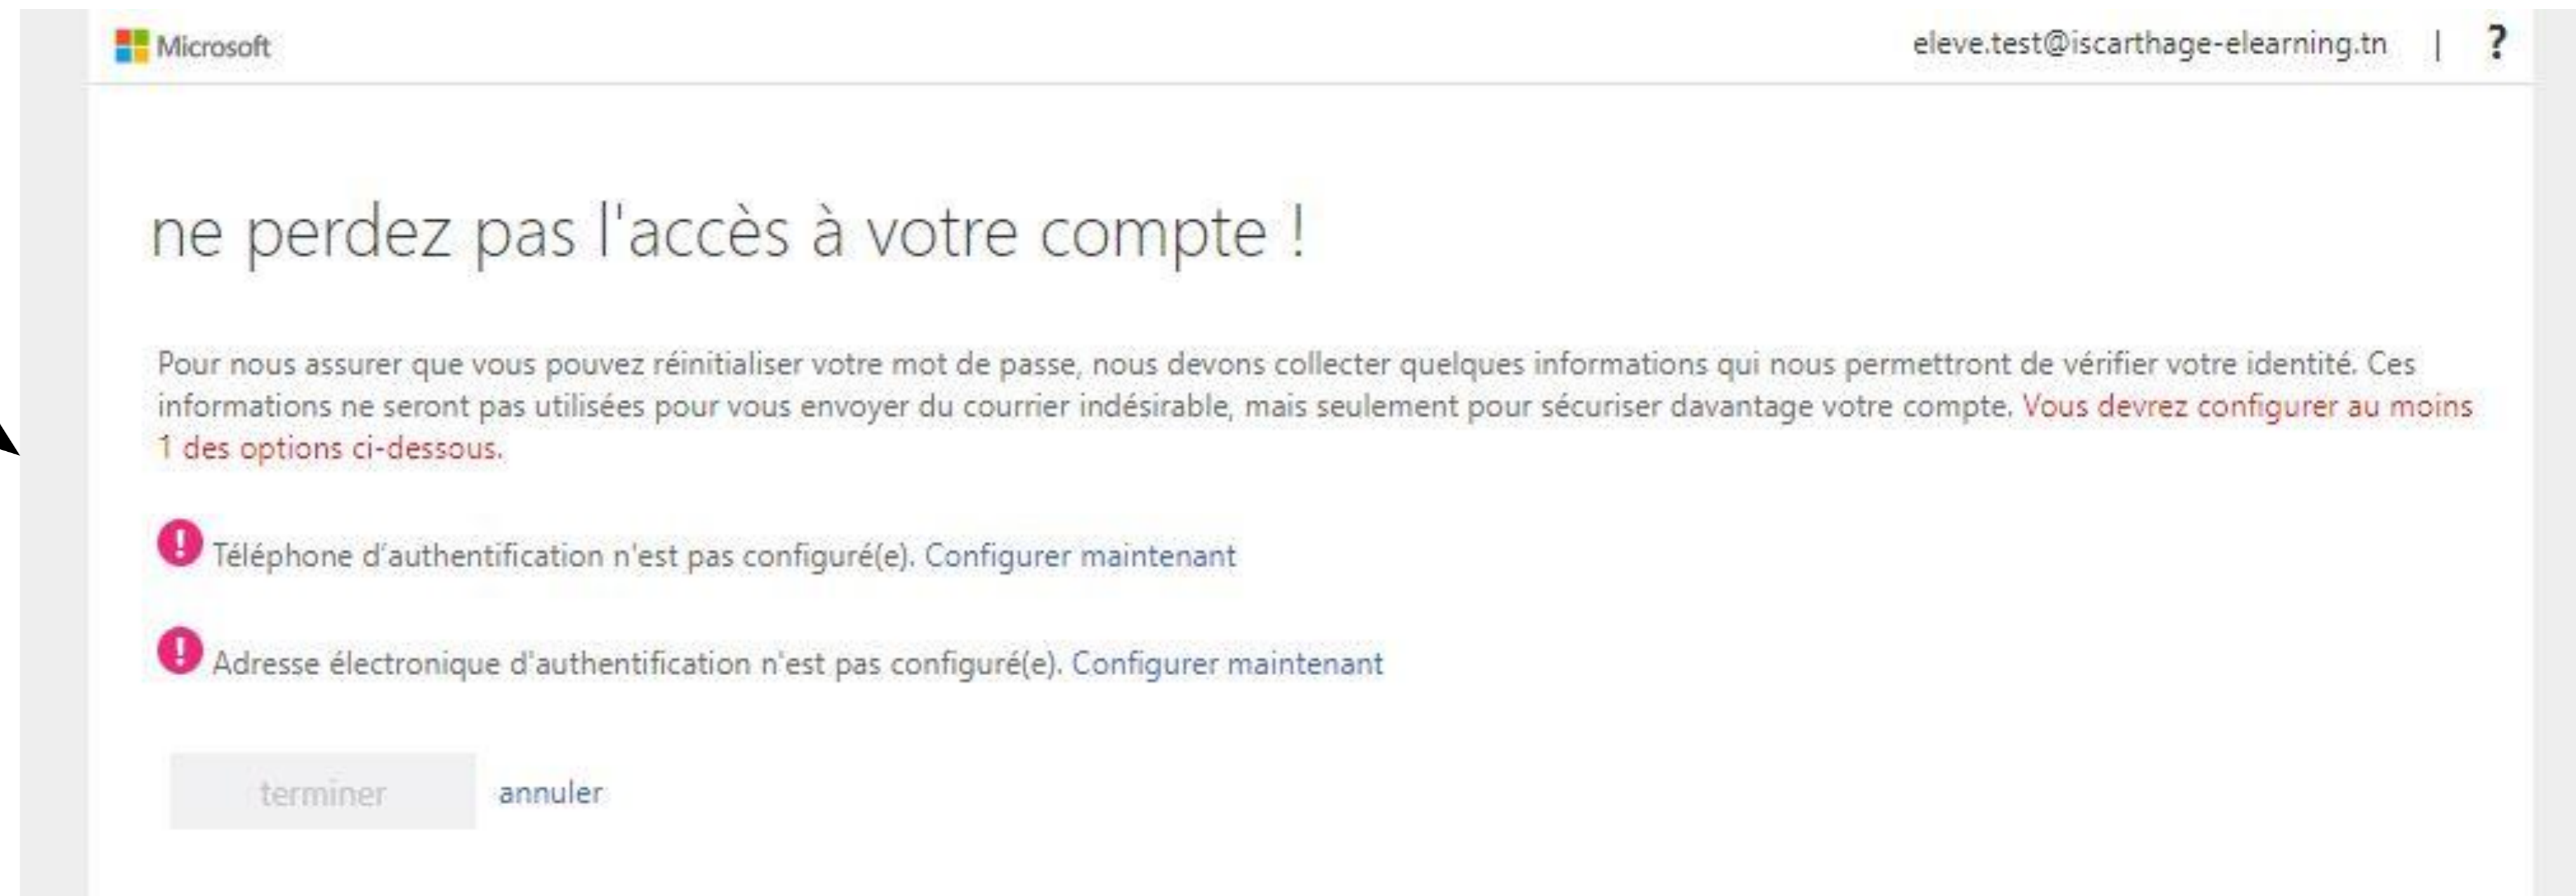 Microsoft
eleve.test@iscarthage-elearning.tn | ?
ne perdez pas l'accès à votre compte !
Pour nous assurer que vous pouvez réinitialiser votre mot de passe, nous devons collecter quelques informations qui nous permettront de vérifier votre identité. Ces
informations ne seront pas utilisées pour vous envoyer du courrier indésirable, mais seulement pour sécuriser davantage votre compte. Vous devrez configurer au moins
1 des options ci-dessous.
! Téléphone d'authentification n'est pas configuré(e). Configurer maintenant
! Adresse électronique d'authentification n'est pas configuré(e). Configurer maintenant
terminer annuler